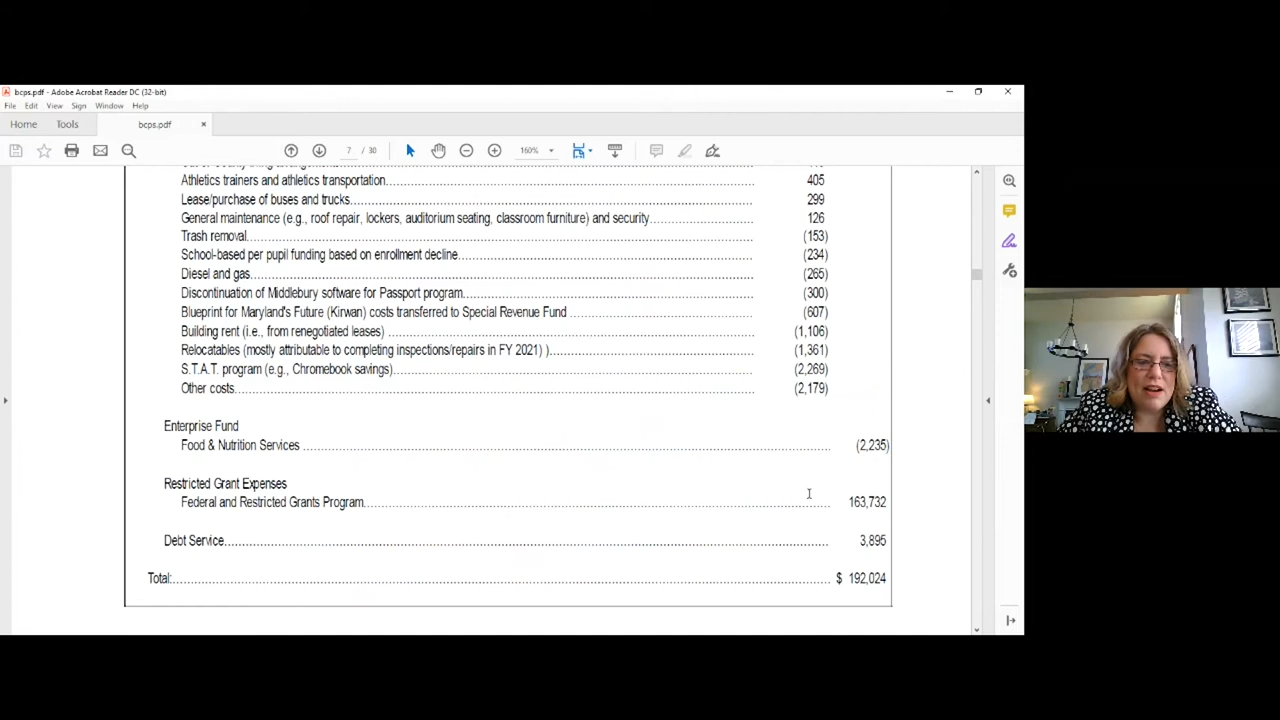 bcps.pdf - Adobe Acrobat Reader DC (32-bit)
File Edit View Sign Window Help
Home Tools bcps.pdf
7 / 30 160%
Athletics trainers and athletics transportation 405
Lease/purchase of buses and trucks 299
General maintenance (e.g., roof repair, lockers, auditorium seating, classroom furniture) and security 126
Trash removal (153)
School-based per pupil funding based on enrollment decline (234)
Diesel and gas (265)
Discontinuation of Middlebury software for Passport program (300)
Blueprint for Maryland's Future (Kirwan) costs transferred to Special Revenue Fund (607)
Building rent (i.e., from renegotiated leases) (1,106)
Relocatables (mostly attributable to completing inspections/repairs in FY 2021) ) (1,361)
S.T.A.T. program (e.g., Chromebook savings) (2,269)
Other costs (2,179)
Enterprise Fund
Food & Nutrition Services (2,235)
Restricted Grant Expenses
Federal and Restricted Grants Program 163,732
Debt Service 3,895
Total: $ 192,024